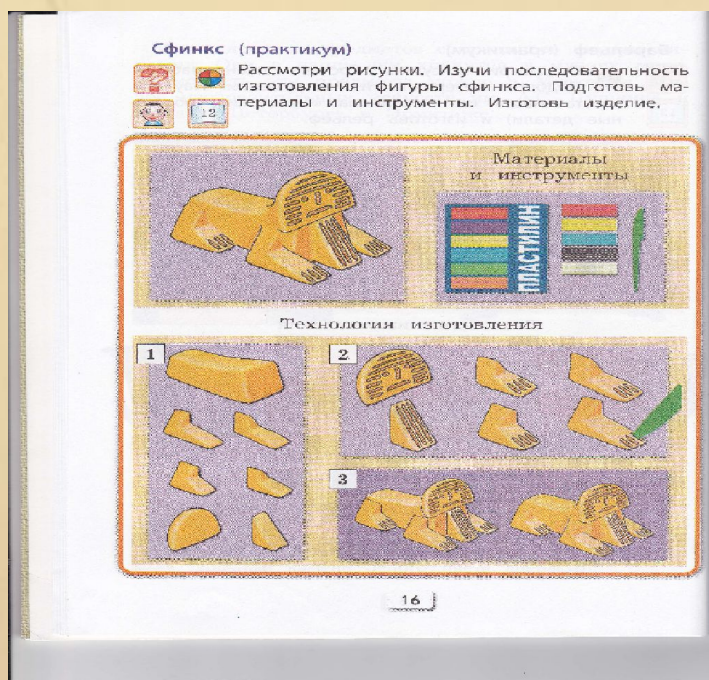 Сфинкс (практикум)
Рассмотри рисунки. Изучи последовательность
изготовления фигуры сфинкса. Подготовь ма-
териалы и инструменты. Изготовь изделие.
12
Материалы
и инструменты
ПЛАСТИЛИН
Технология изготовления
1
2
3
16